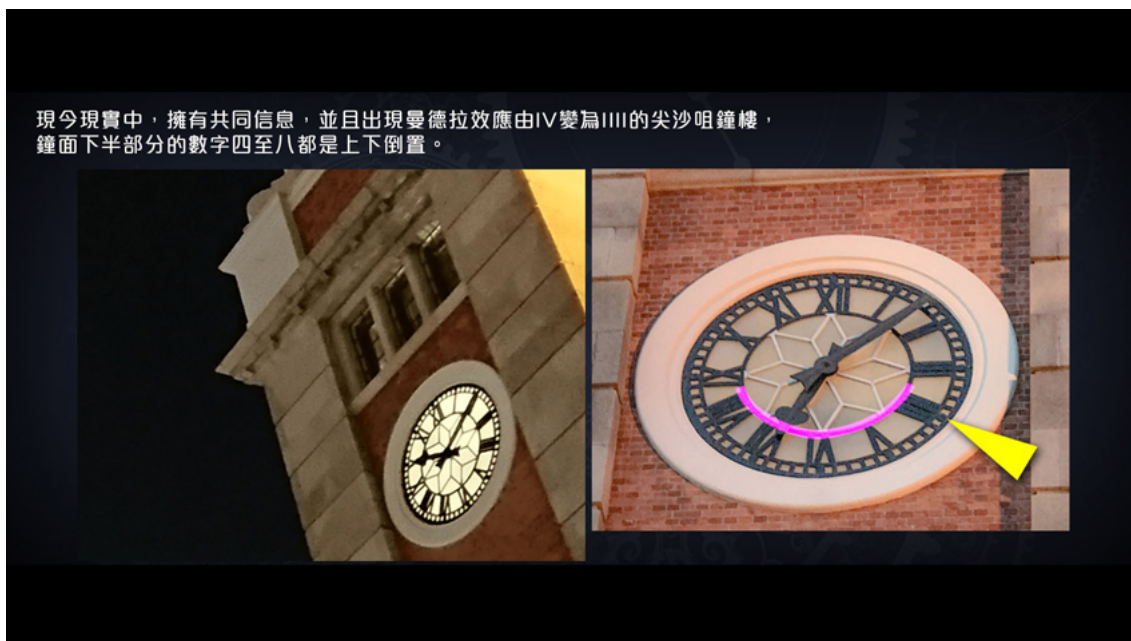 現今現實中，擁有共同信息，並且出現曼德拉效應由IV變為IIII的尖沙咀鐘樓，
鐘面下半部分的數字四至八都是上下倒置。